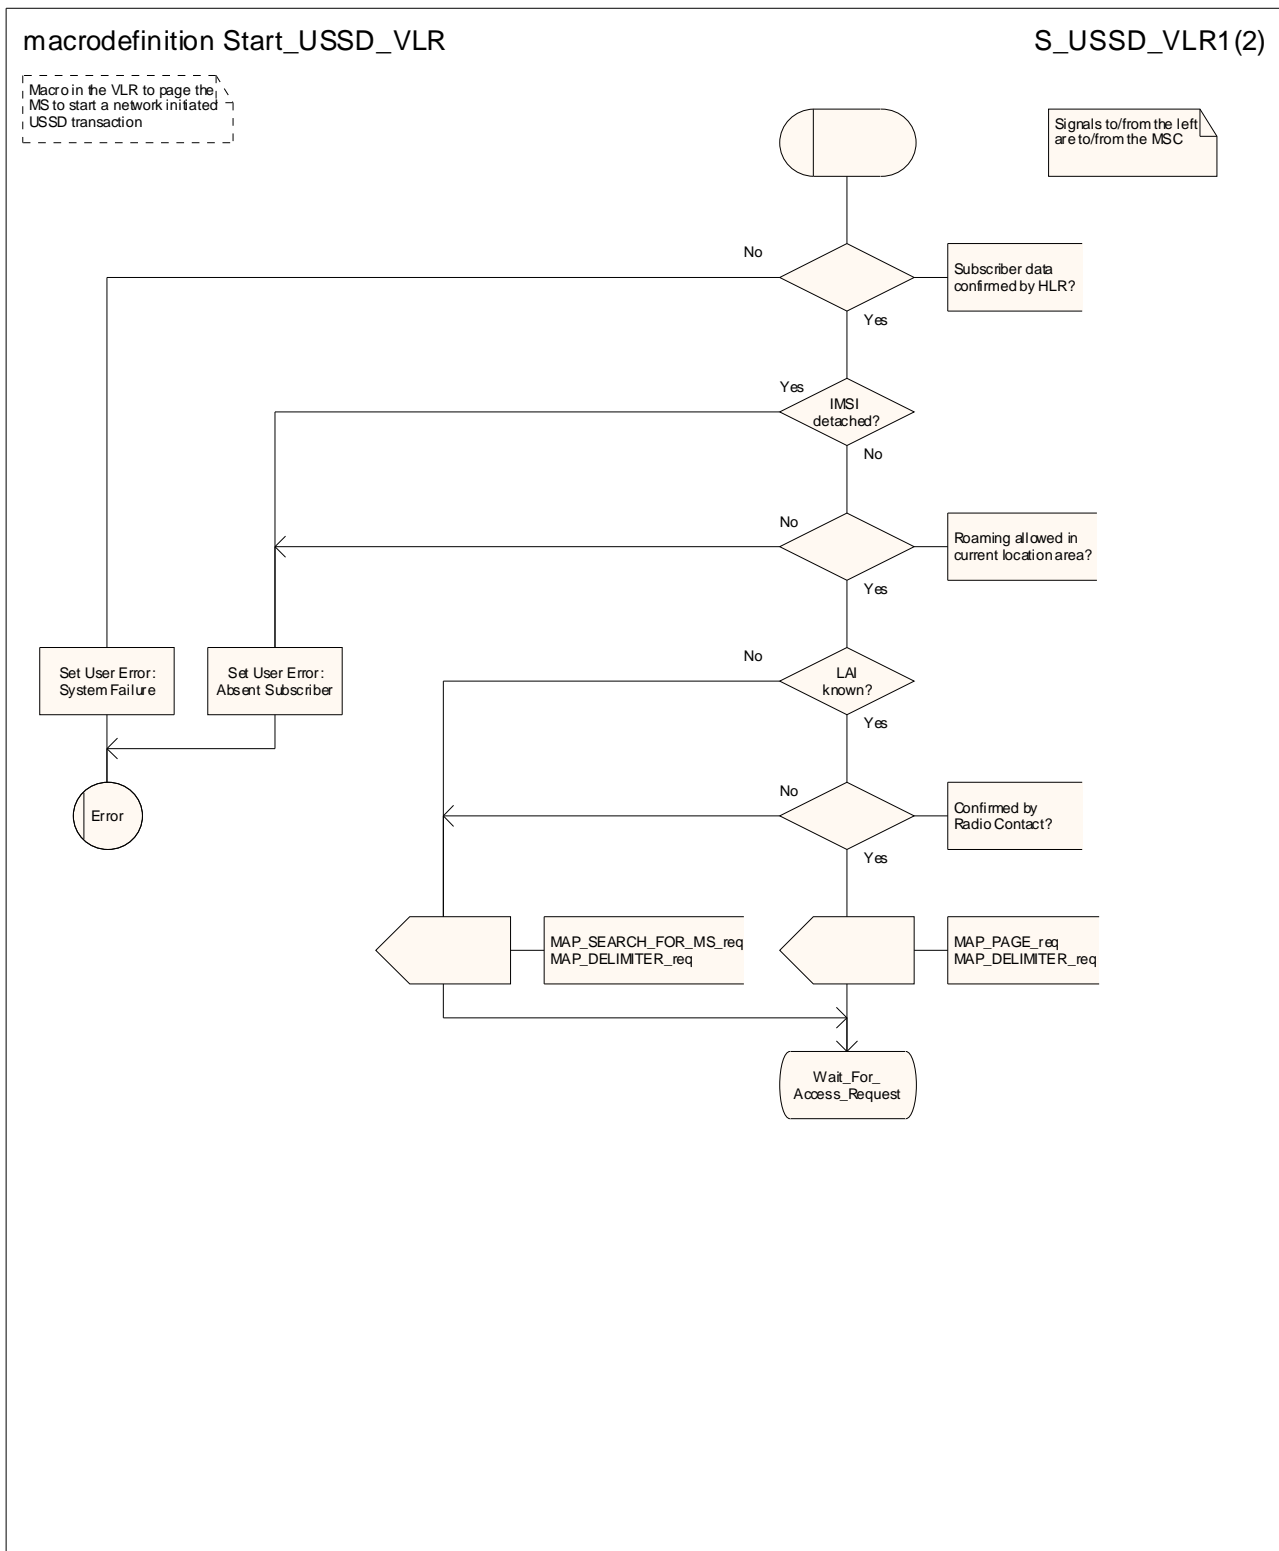 macrodefinition Start_USSD_VLR
S_USSD_VLR1(2)
Macro in the VLR to page the
MS to start a network initiated
USSD transaction
Signals to/from the left
are to/from the MSC
No
Subscriber data
confirmed by HLR?
Yes
Yes
IMSI
detached?
No
No
Roaming allowed in
current location area?
Yes
Set User Error:
System Failure
Set User Error:
Absent Subscriber
No
LAI
known?
Yes
No
Confirmed by
Radio Contact?
Error
Yes
MAP_SEARCH_FOR_MS_req
MAP_DELIMITER_req
MAP_PAGE_req
MAP_DELIMITER_req
Wait_For_
Access_Request